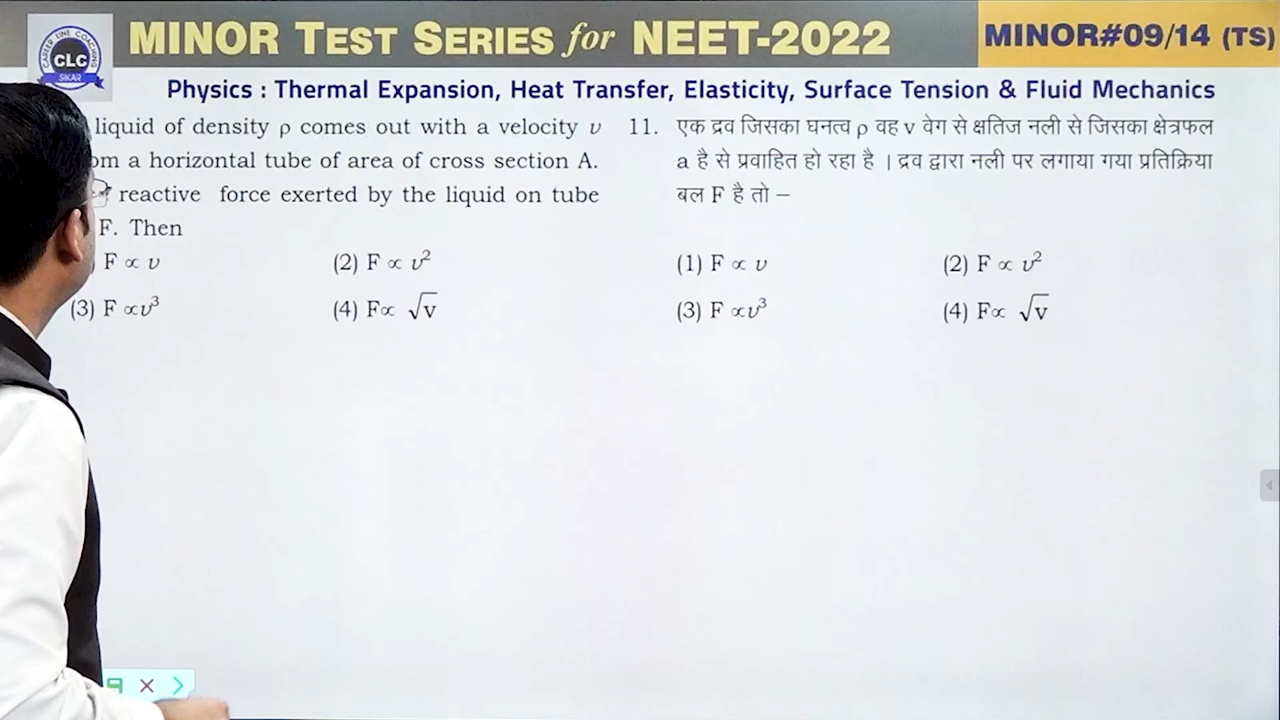 CAREER LINE COACHING
CLC
SIKAR
MINOR TEST SERIES for NEET-2022
MINOR#09/14 (TS)
Physics : Thermal Expansion, Heat Transfer, Elasticity, Surface Tension & Fluid Mechanics
liquid of density ρ comes out with a velocity υ
a horizontal tube of area of cross section A.
reactive force exerted by the liquid on tube
F. Then
F ∝ υ
(2) F ∝ υ²
(3) F ∝υ³
(4) F∝ √v
11. एक द्रव जिसका घनत्व ρ वह v वेग से क्षैतिज नली से जिसका क्षेत्रफल
a है से प्रवाहित हो रहा है । द्रव द्वारा नली पर लगाया गया प्रतिक्रिया
बल F है तो –
(1) F ∝ υ
(2) F ∝ υ²
(3) F ∝υ³
(4) F∝ √v